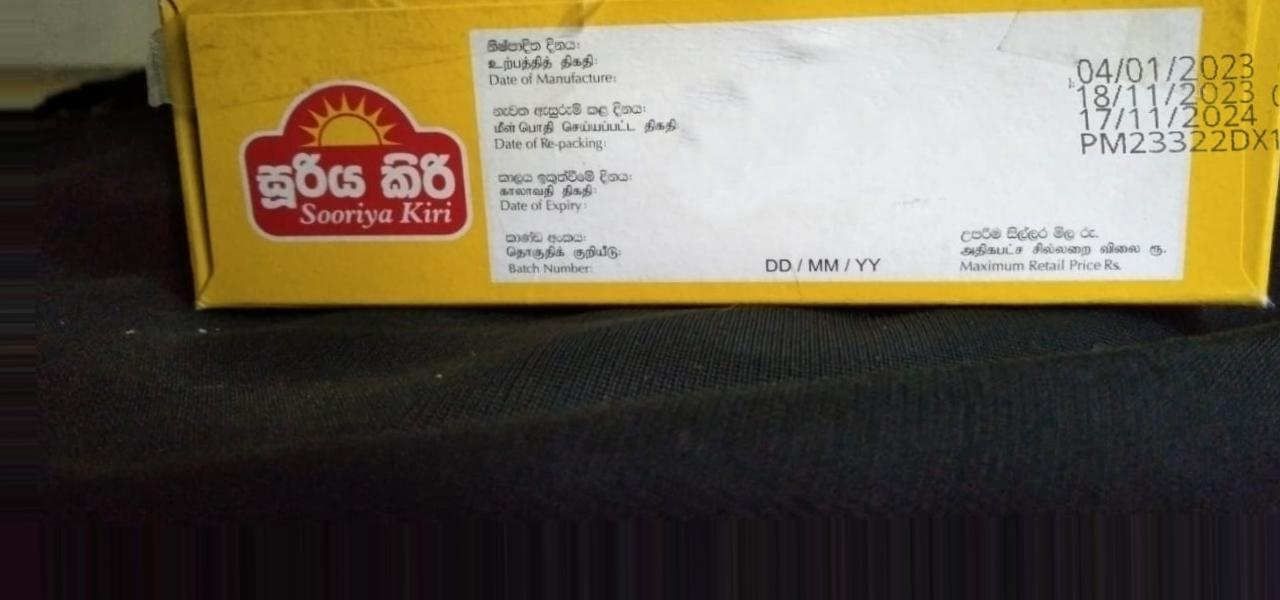 සූරිය කිරි
Sooriya Kiri
නිෂ්පාදිත දිනය:
உற்பத்தித் திகதி:
Date of Manufacture:
නැවත ඇසුරුම් කළ දිනය:
மீள் பொதி செய்யப்பட்ட திகதி:
Date of Re-packing:
කාලය ඉකුත්වීමේ දිනය:
காலாவதி திகதி:
Date of Expiry:
කාණ්ඩ අංකය:
தொகுதிக் குறியீடு:
Batch Number:
DD / MM / YY
04/01/2023
18/11/2023 (
17/11/2024
PM23322DX1
උපරිම සිල්ලර මිල රු.
அதிகபட்ச சில்லறை விலை ரூ.
Maximum Retail Price Rs.